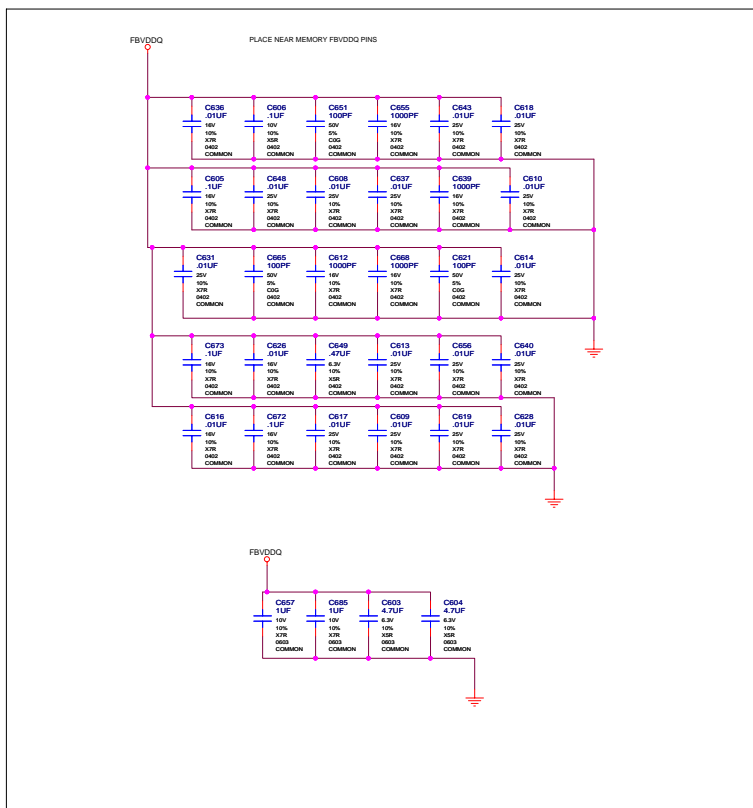 FBVDDQ
PLACE NEAR MEMORY FBVDDQ PINS
C636
.01UF
16V
10%
X7R
0402
COMMON
C606
.1UF
10V
10%
X5R
0402
COMMON
C651
100PF
50V
5%
C0G
0402
COMMON
C655
1000PF
16V
10%
X7R
0402
COMMON
C643
.01UF
25V
10%
X7R
0402
COMMON
C618
.01UF
25V
10%
X7R
0402
COMMON
C605
.1UF
16V
10%
X7R
0402
COMMON
C648
.01UF
25V
10%
X7R
0402
COMMON
C608
.01UF
25V
10%
X7R
0402
COMMON
C637
.01UF
25V
10%
X7R
0402
COMMON
C639
1000PF
16V
10%
X7R
0402
COMMON
C610
.01UF
25V
10%
X7R
0402
COMMON
C631
.01UF
25V
10%
X7R
0402
COMMON
C665
100PF
50V
5%
C0G
0402
COMMON
C612
1000PF
16V
10%
X7R
0402
COMMON
C668
1000PF
16V
10%
X7R
0402
COMMON
C621
100PF
50V
5%
C0G
0402
COMMON
C614
.01UF
25V
10%
X7R
0402
COMMON
C673
.1UF
16V
10%
X7R
0402
COMMON
C626
.01UF
16V
10%
X7R
0402
COMMON
C649
.47UF
6.3V
10%
X5R
0402
COMMON
C613
.01UF
25V
10%
X7R
0402
COMMON
C656
.01UF
25V
10%
X7R
0402
COMMON
C640
.01UF
25V
10%
X7R
0402
COMMON
C616
.01UF
16V
10%
X7R
0402
COMMON
C672
.1UF
16V
10%
X7R
0402
COMMON
C617
.01UF
25V
10%
X7R
0402
COMMON
C609
.01UF
25V
10%
X7R
0402
COMMON
C619
.01UF
25V
10%
X7R
0402
COMMON
C628
.01UF
25V
10%
X7R
0402
COMMON
FBVDDQ
C657
1UF
10V
10%
X7R
0603
COMMON
C685
1UF
10V
10%
X7R
0603
COMMON
C603
4.7UF
6.3V
10%
X5R
0603
COMMON
C604
4.7UF
6.3V
10%
X5R
0603
COMMON